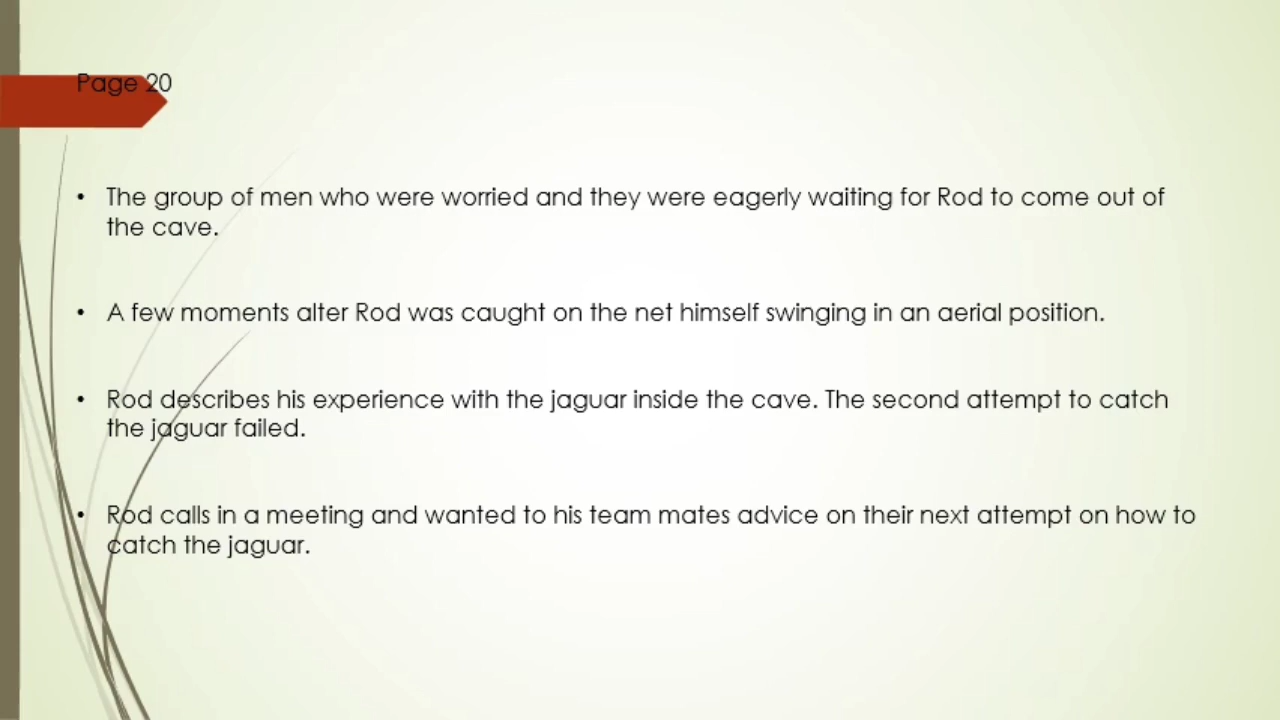 Page 20
• The group of men who were worried and they were eagerly waiting for Rod to come out of
the cave.
• A few moments alter Rod was caught on the net himself swinging in an aerial position.
• Rod describes his experience with the jaguar inside the cave. The second attempt to catch
the jaguar failed.
• Rod calls in a meeting and wanted to his team mates advice on their next attempt on how to
catch the jaguar.